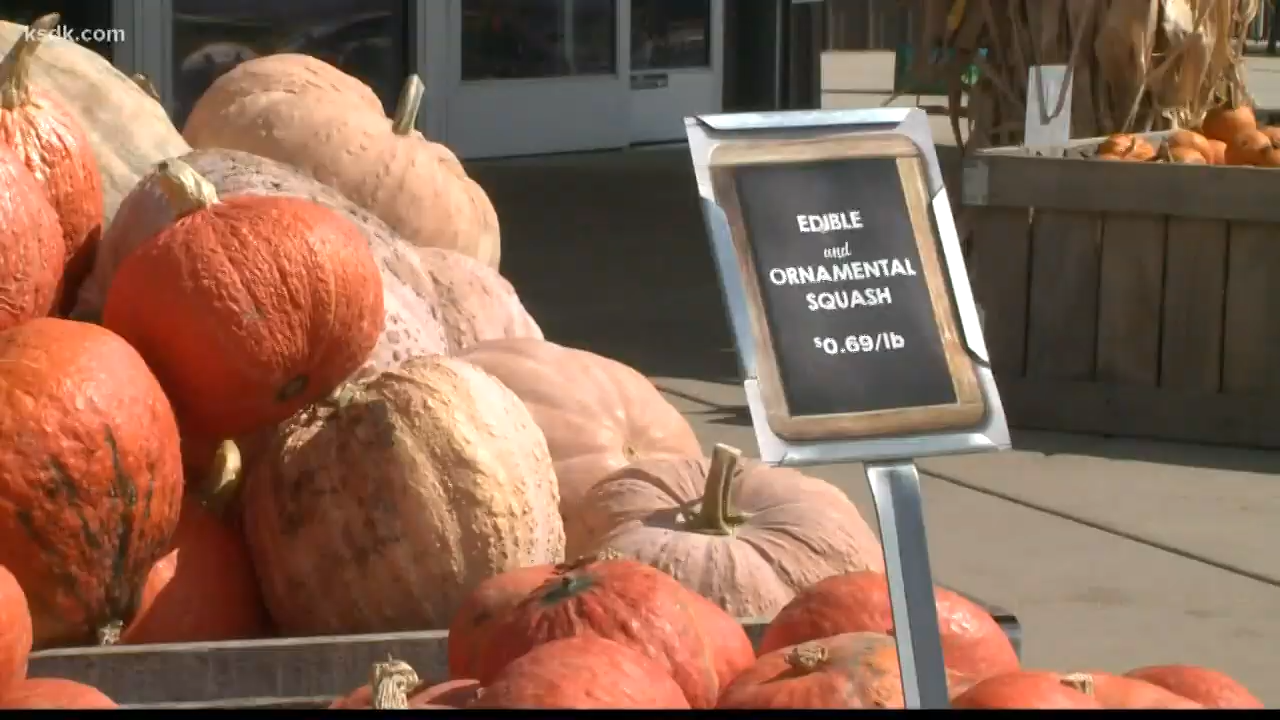 ksdk.com
EDIBLE
and
ORNAMENTAL
SQUASH
$0.69/lb